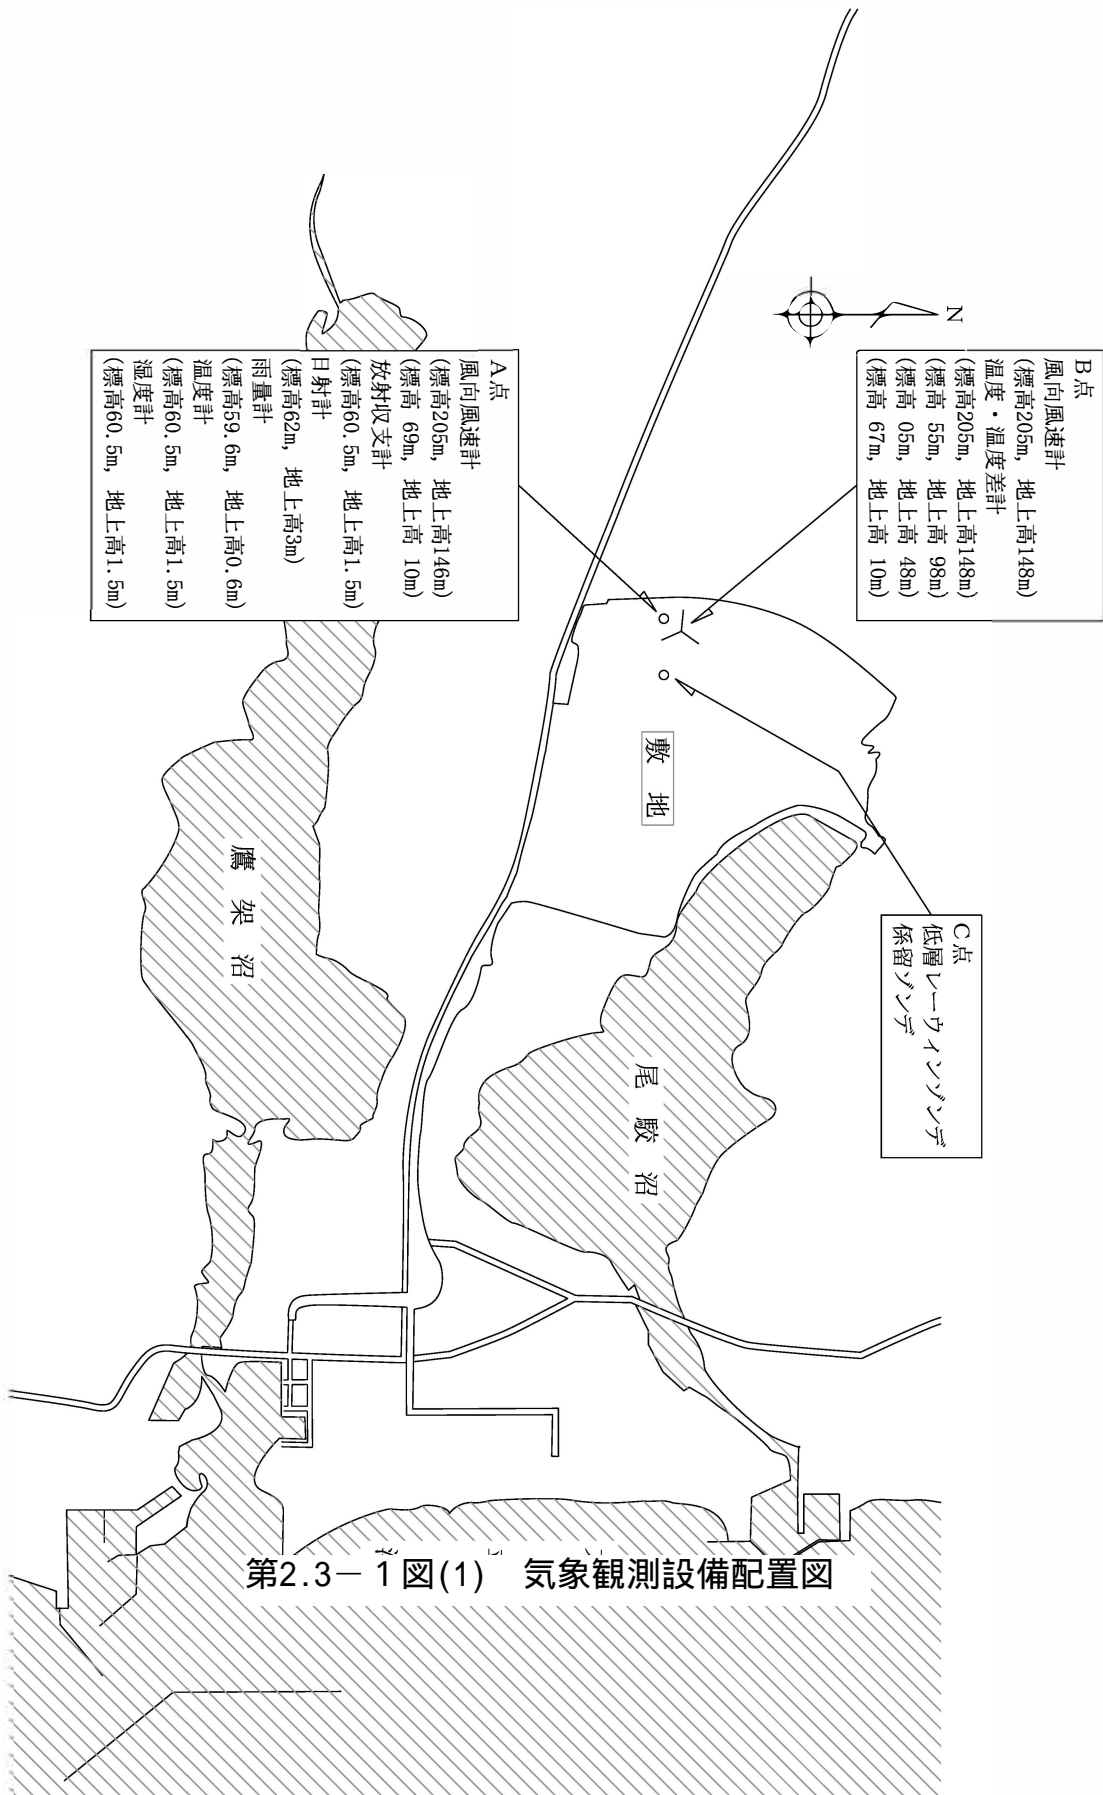 N
B点
風向風速計
(標高205m, 地上高148m)
温度・温度差計
(標高205m, 地上高148m)
(標高 55m, 地上高 98m)
(標高 05m, 地上高 48m)
(標高 67m, 地上高 10m)
A点
風向風速計
(標高205m, 地上高146m)
(標高 69m, 地上高 10m)
放射収支計
(標高60.5m, 地上高1.5m)
日射計
(標高62m, 地上高3m)
雨量計
(標高59.6m, 地上高0.6m)
温度計
(標高60.5m, 地上高1.5m)
湿度計
(標高60.5m, 地上高1.5m)
C点
低層レーウィンゾンデ
係留ゾンデ
敷地
尾駮沼
鷹架沼
第2.3-1図(1) 気象観測設備配置図